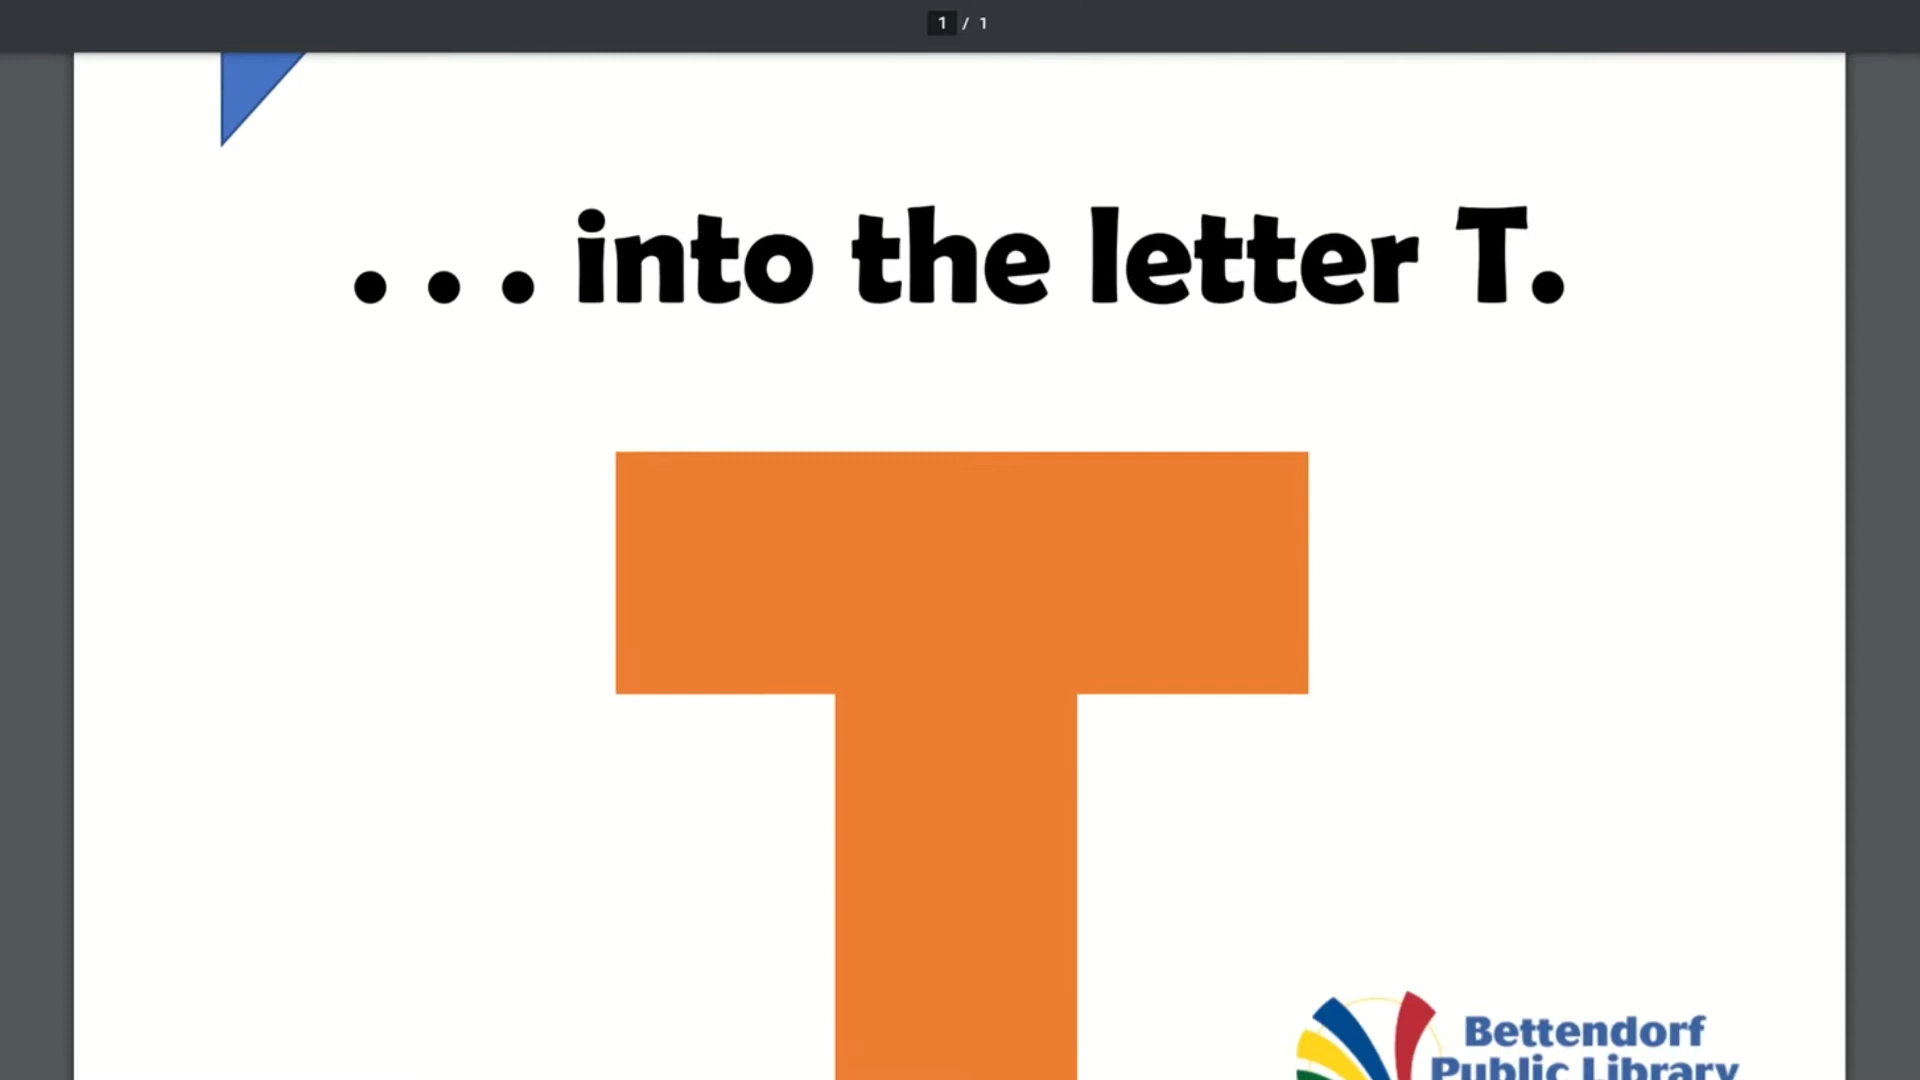 1 / 1
. . . into the letter T.
Bettendorf
Public Library